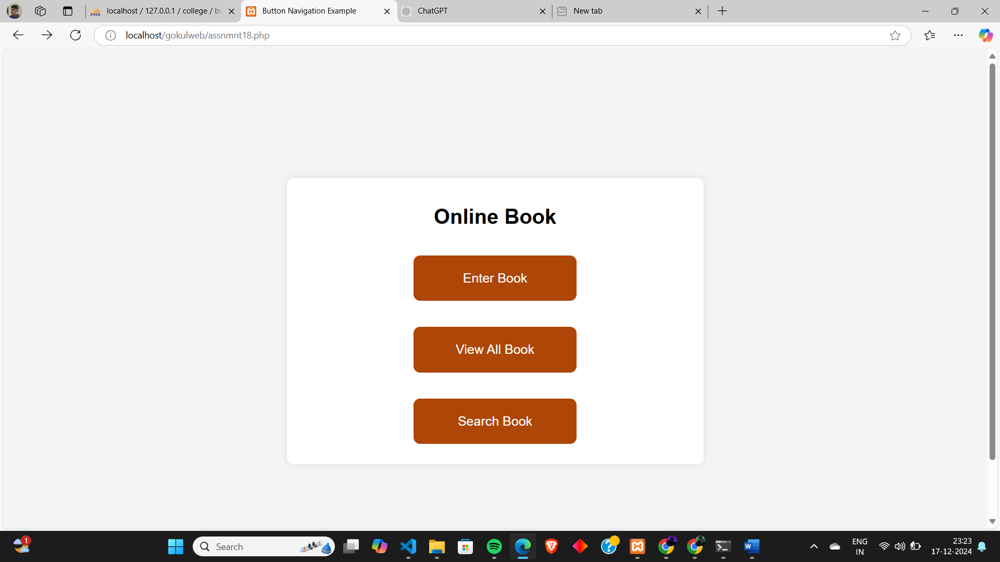 localhost / 127.0.0.1 / college / bo
Button Navigation Example
ChatGPT
New tab
localhost/gokulweb/assnmnt18.php
Online Book
Enter Book
View All Book
Search Book
1
Search
ENG
IN
23:23
17-12-2024